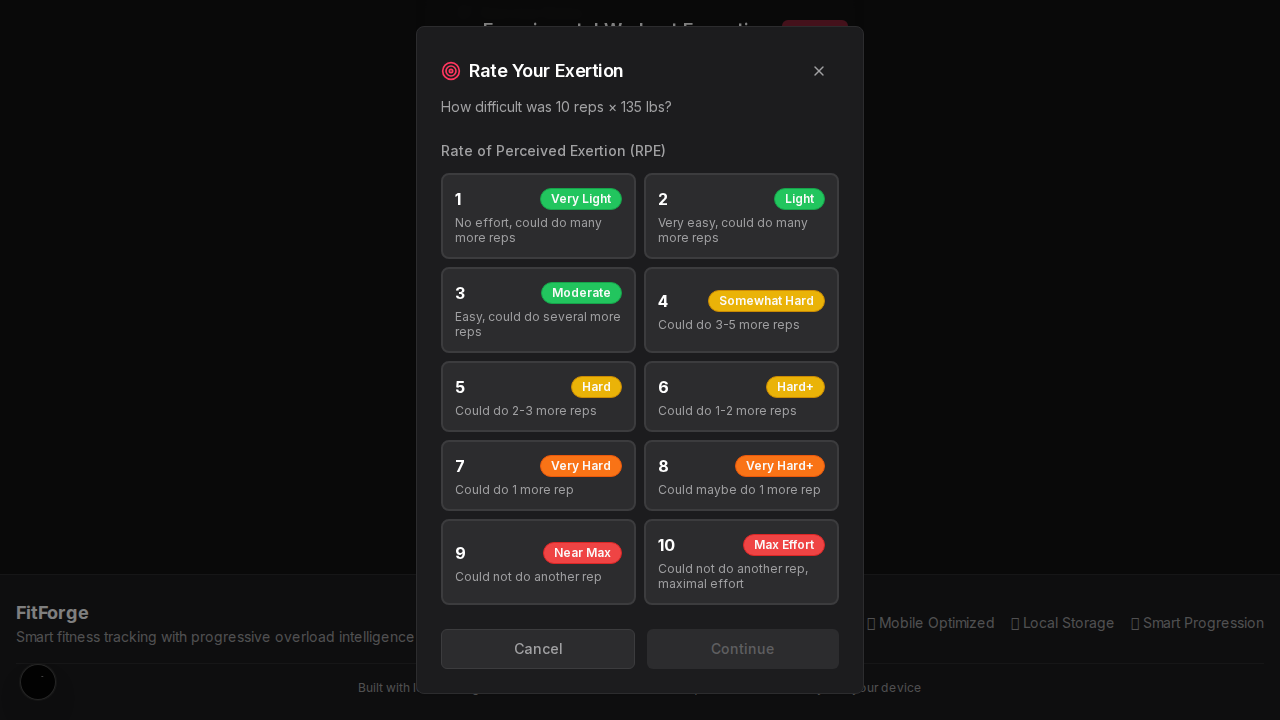 Rate Your Exertion
How difficult was 10 reps × 135 lbs?
Rate of Perceived Exertion (RPE)
1 Very Light
No effort, could do many
more reps
2 Light
Very easy, could do many
more reps
3 Moderate
Easy, could do several more
reps
4 Somewhat Hard
Could do 3-5 more reps
5 Hard
Could do 2-3 more reps
6 Hard+
Could do 1-2 more reps
7 Very Hard
Could do 1 more rep
8 Very Hard+
Could maybe do 1 more rep
9 Near Max
Could not do another rep
10 Max Effort
Could not do another rep,
maximal effort
Cancel Continue
FitForge
Smart fitness tracking with progressive overload intelligence
Mobile Optimized Local Storage Smart Progression
Built with device